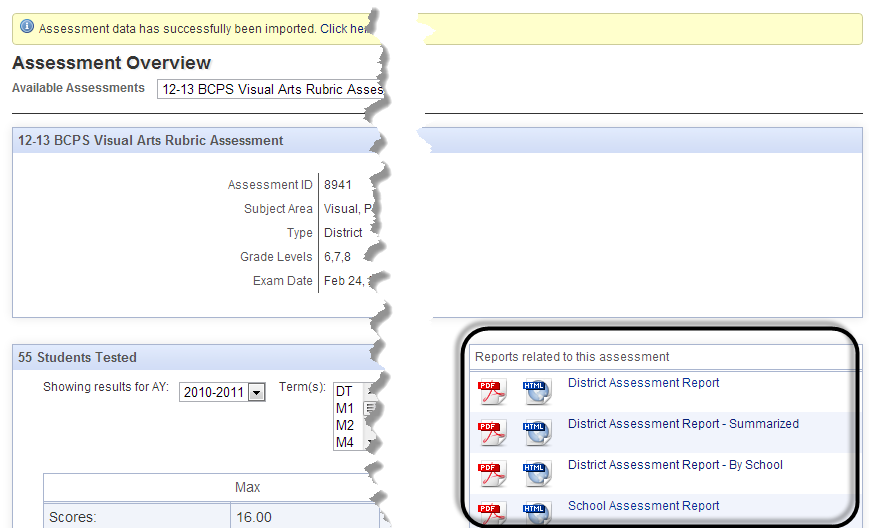 Assessment data has successfully been imported. Click
Assessment Overview
Available Assessments 12-13 BCPS Visual Arts Rubric
12-13 BCPS Visual Arts Rubric Assessment
Assessment ID 8941
Subject Area Visual,
Type District
Grade Levels 6,7,8
Exam Date Feb 24,
55 Students Tested
Showing results for AY: 2010-2011 Term(s): DT
M1
M2
M4
Max
Scores: 16.00
Reports related to this assessment
PDF HTML District Assessment Report
PDF HTML District Assessment Report - Summarized
PDF HTML District Assessment Report - By School
PDF HTML School Assessment Report